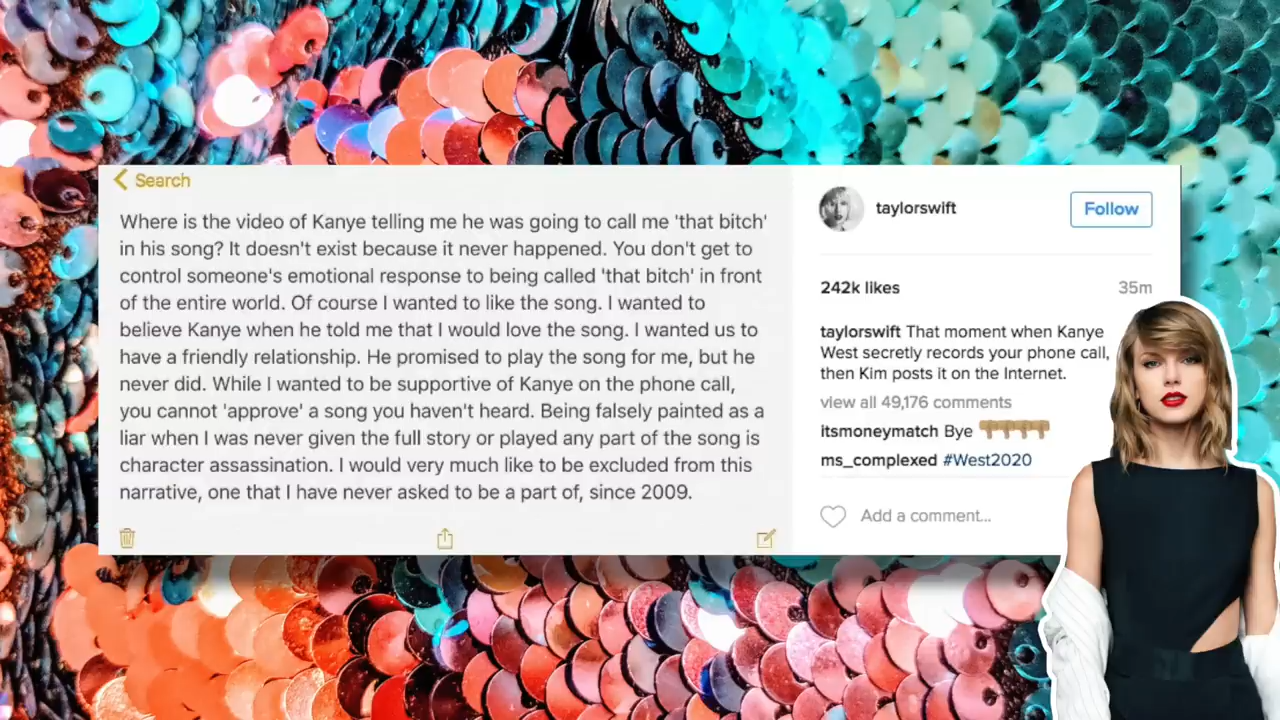 Search
Where is the video of Kanye telling me he was going to call me 'that bitch'
in his song? It doesn't exist because it never happened. You don't get to
control someone's emotional response to being called 'that bitch' in front
of the entire world. Of course I wanted to like the song. I wanted to
believe Kanye when he told me that I would love the song. I wanted us to
have a friendly relationship. He promised to play the song for me, but he
never did. While I wanted to be supportive of Kanye on the phone call,
you cannot 'approve' a song you haven't heard. Being falsely painted as a
liar when I was never given the full story or played any part of the song is
character assassination. I would very much like to be excluded from this
narrative, one that I have never asked to be a part of, since 2009.
taylorswift
Follow
242k likes
35m
taylorswift That moment when Kanye
West secretly records your phone call,
then Kim posts it on the Internet.
view all 49,176 comments
itsmoneymatch Bye
ms_complexed #West2020
Add a comment...